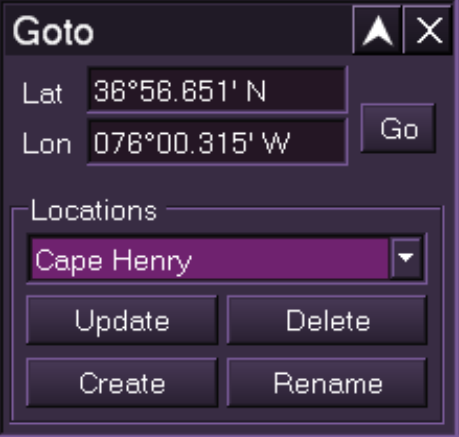 Goto
Lat 36°56.651' N
Lon 076°00.315' W
Go
Locations
Cape Henry
Update Delete
Create Rename